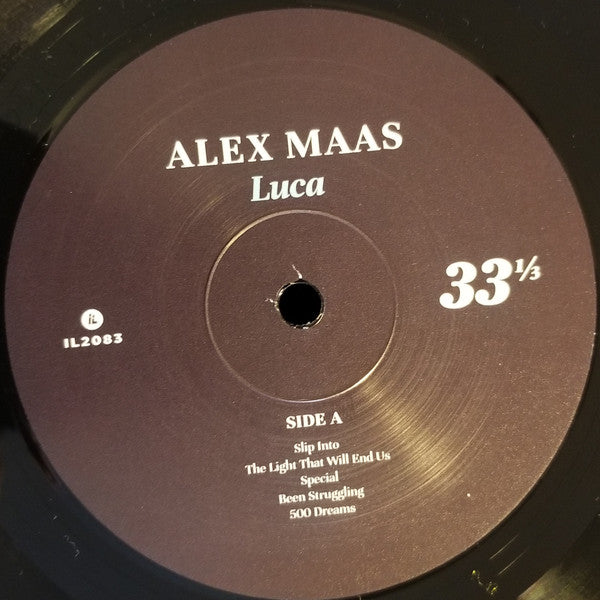 ALEX MAAS
Luca
33⅓
iL
IL2083
SIDE A
Slip Into
The Light That Will End Us
Special
Been Struggling
500 Dreams